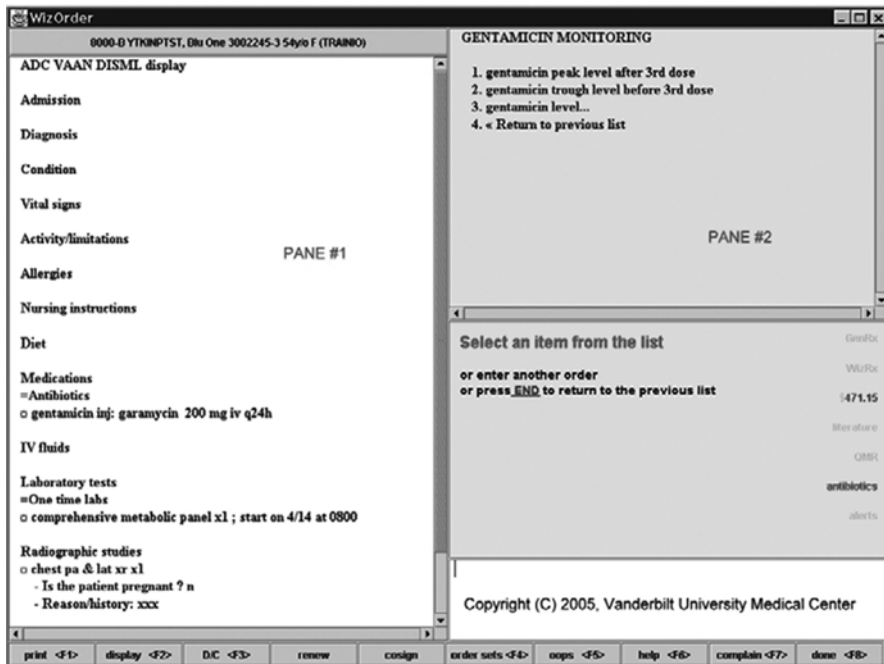 WizOrder
0000-B YTKINPTST, Blu One 3002245-3 54y/o F (TRAINIO)
ADC VAAN DISML display
Admission
Diagnosis
Condition
Vital signs
Activity/limitations
Allergies
Nursing instructions
Diet
Medications
=Antibiotics
gentamicin inj: garamycin 200 mg iv q24h
IV fluids
Laboratory tests
=One time labs
comprehensive metabolic panel x1 ; start on 4/14 at 0800
Radiographic studies
chest pa & lat xr x1
- Is the patient pregnant ? n
- Reason/history: xxx
PANE #1
GENTAMICIN MONITORING
1. gentamicin peak level after 3rd dose
2. gentamicin trough level before 3rd dose
3. gentamicin level...
4. « Return to previous list
PANE #2
Select an item from the list
or enter another order
or press END to return to the previous list
GenRx
WizRx
$471.15
literature
QMR
antibiotics
alerts
Copyright (C) 2005, Vanderbilt University Medical Center
print <F1> display <F2> D/C <F3> renew cosign order sets <F4> oops <F5> help <F6> complain <F7> done <F8>